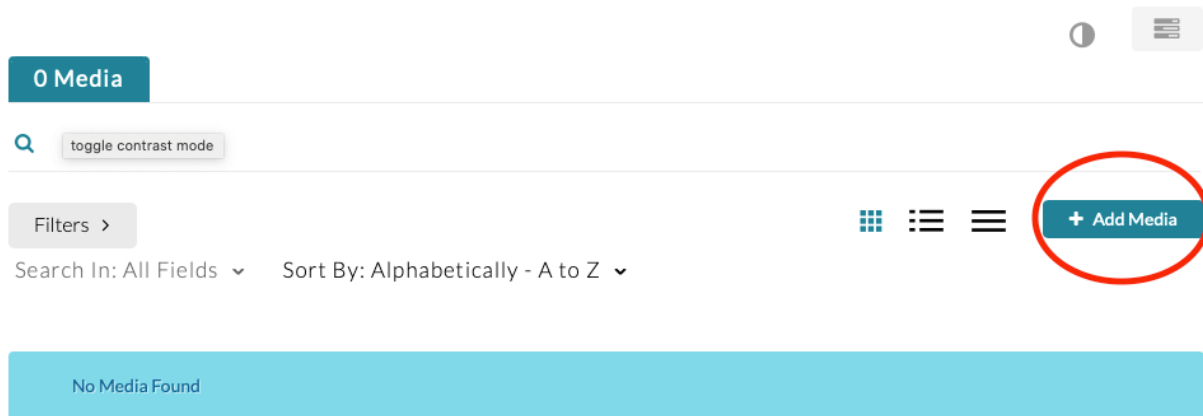 0 Media
toggle contrast mode
Filters >
+ Add Media
Search In: All Fields
Sort By: Alphabetically - A to Z
No Media Found